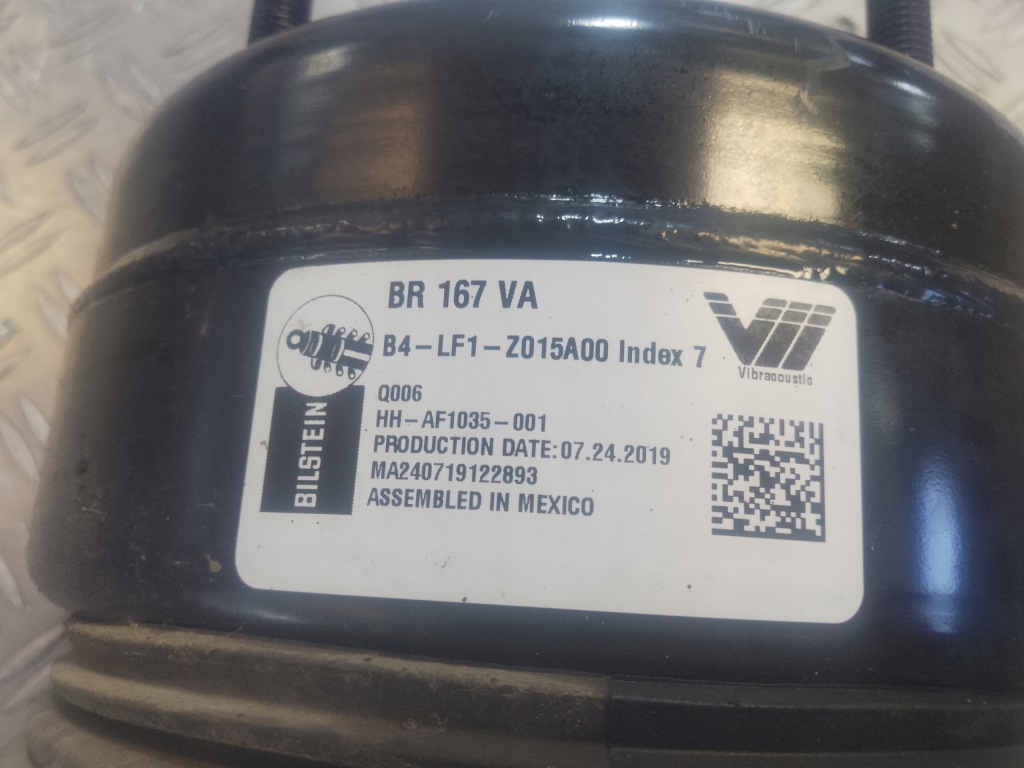 BR 167 VA
B4-LF1-Z015A00 Index 7
Vibracoustic
Q006
HH-AF1035-001
PRODUCTION DATE:07.24.2019
MA240719122893
ASSEMBLED IN MEXICO
BILSTEIN